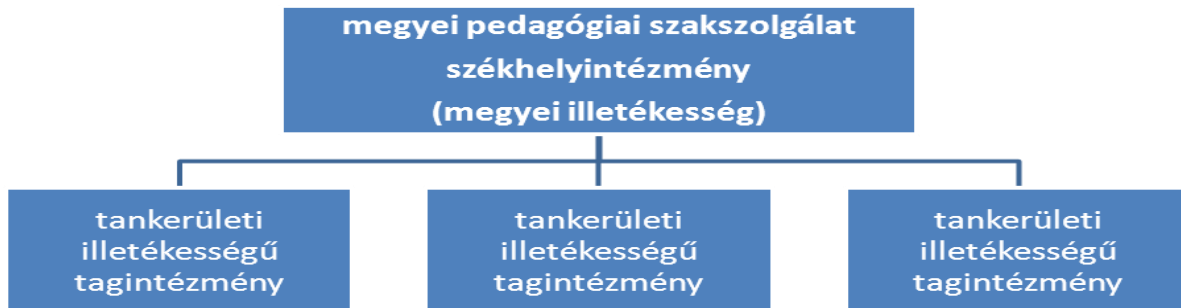 megyei pedagógiai szakszolgálat
székhelyintézmény
(megyei illetékesség)
tankerületi
illetékességű
tagintézmény
tankerületi
illetékességű
tagintézmény
tankerületi
illetékességű
tagintézmény